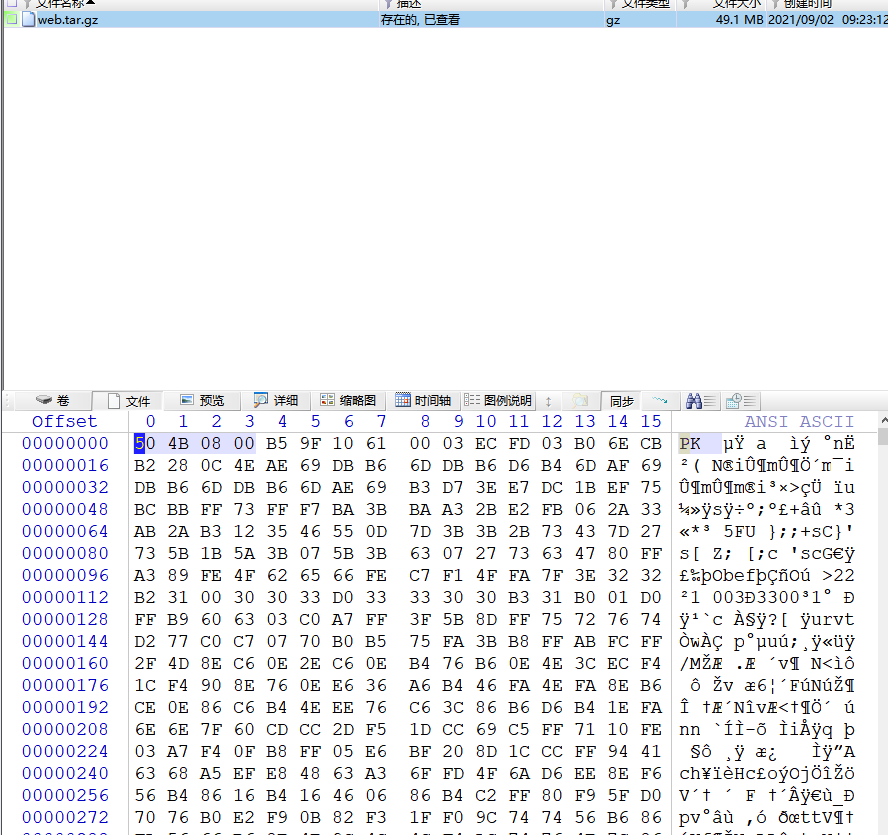 文件名称 描述 文件类型 文件大小 创建时间
web.tar.gz 存在的, 已查看 gz 49.1 MB 2021/09/02 09:23:12
卷 文件 预览 详细 缩略图 时间轴 图例说明 同步
Offset 0 1 2 3 4 5 6 7 8 9 10 11 12 13 14 15 ANSI ASCII
00000000 50 4B 08 00 B5 9F 10 61 00 03 EC FD 03 B0 6E CB PK µŸ a ìý °nË
00000016 B2 28 0C 4E AE 69 DB B6 6D DB B6 D6 B4 6D AF 69 ²( N®iÛ¶mÛ¶Ö´m¯i
00000032 DB B6 6D DB B6 6D AE 69 B3 D7 3E E7 DC 1B EF 75 Û¶mÛ¶m®i³×>çÜ ïu
00000048 BC BB FF 73 FF F7 BA 3B BA A3 2B E2 FB 06 2A 33 ¼»ÿsÿ÷º;º£+âû *3
00000064 AB 2A B3 12 35 46 55 0D 7D 3B 3B 2B 73 43 7D 27 «*³ 5FU };;+sC}'
00000080 73 5B 1B 5A 3B 07 5B 3B 63 07 27 73 63 47 80 FF s[ Z; [;c 'scG€ÿ
00000096 A3 89 FE 4F 62 65 66 FE C7 F1 4F FA 7F 3E 32 32 £‰þObefþÇñOú >22
00000112 B2 31 00 30 30 33 D0 33 33 30 30 B3 31 B0 01 D0 ²1 003Ð3300³1° Ð
00000128 FF B9 60 63 03 C0 A7 FF 3F 5B 8D FF 75 72 76 74 ÿ¹`c À§ÿ?[ ÿurvt
00000144 D2 77 C0 C7 07 70 B0 B5 75 FA 3B B8 FF AB FC FF ÒwÀÇ p°µuú;¸ÿ«üÿ
00000160 2F 4D 8E C6 0E 2E C6 0E B4 76 B6 0E 4E 3C EC F4 /MŽÆ .Æ ´v¶ N<ìô
00000176 1C F4 90 8E 76 0E E6 36 A6 B4 46 FA 4E FA 8E B6 ô Žv æ6¦´FúNúŽ¶
00000192 CE 0E 86 C6 B4 4E EE 76 C6 3C 86 B6 D6 B4 1E FA Î †Æ´NîvÆ<†¶Ö´ ú
00000208 6E 6E 7F 60 CD CC 2D F5 1D CC 69 C5 FF 71 10 FE nn `ÍÌ-õ ÌiÅÿq þ
00000224 03 A7 F4 0F B8 FF 05 E6 BF 20 8D 1C CC FF 94 41 §ô ¸ÿ æ¿ Ìÿ”A
00000240 63 68 A5 EF E8 48 63 A3 6F FD 4F 6A D6 EE 8E F6 ch¥ïèHc£oýOjÖîŽö
00000256 56 B4 86 16 B4 16 46 06 86 B4 C2 FF 80 F9 5F D0 V´† ´ F †´Âÿ€ù_Ð
00000272 70 76 B0 E2 F9 0B 82 F3 1F F0 9C 74 74 56 B6 86 pv°âù ‚ó ðœttV¶†